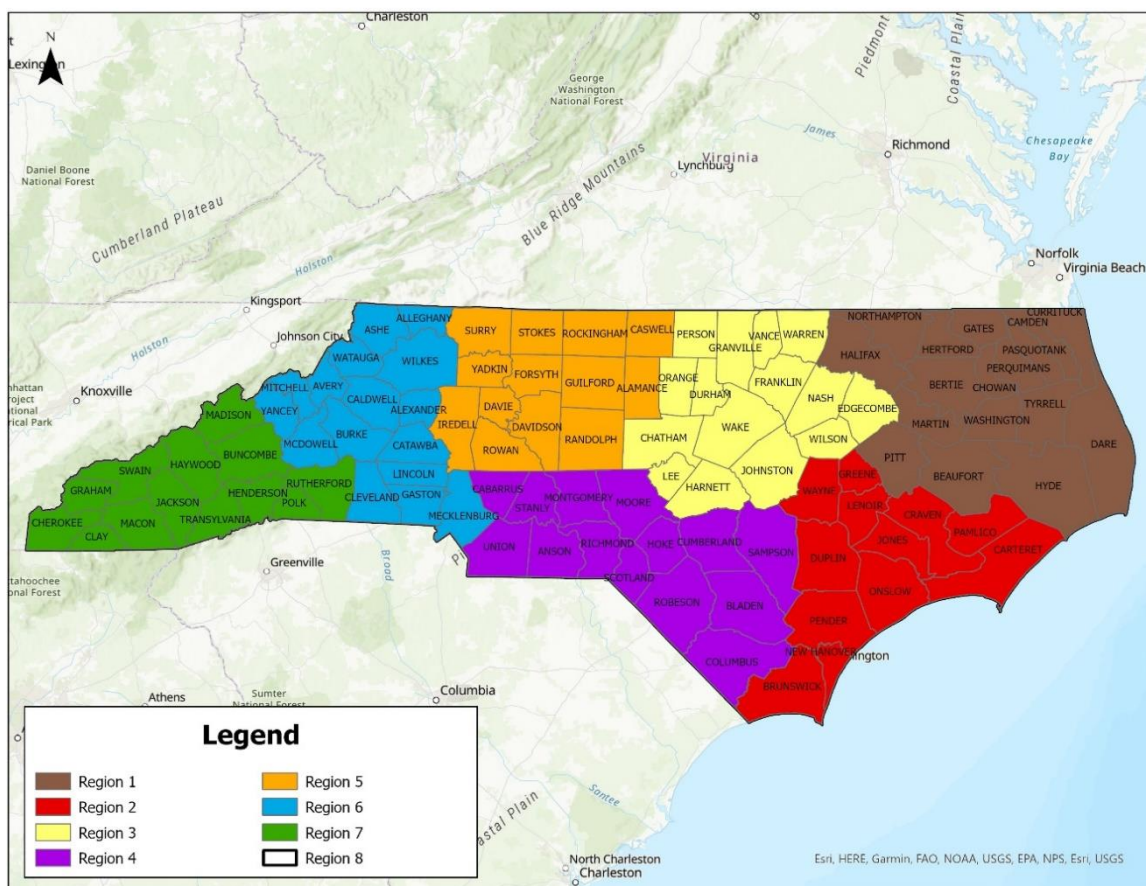 Charleston
N
Lexington
George
Washington
National Forest
Piedmont
Coastal Plain
Chesapeake
Bay
James
Richmond
Daniel Boone
National Forest
Lynchburg
Virginia
Cumberland Plateau
Blue Ridge Mountains
Holston
Norfolk
Virginia Beach
Kingsport
Johnson City
Holston
Knoxville
Manhattan
Project
National
Historical Park
ALLEGHANY
ASHE
SURRY
STOKES
ROCKINGHAM
CASWELL
PERSON
GRANVILLE
VANCE
WARREN
NORTHAMPTON
GATES
CURRITUCK
CAMDEN
WATAUGA
WILKES
YADKIN
FORSYTH
GUILFORD
ALAMANCE
ORANGE
DURHAM
FRANKLIN
HALIFAX
HERTFORD
PASQUOTANK
PERQUIMANS
MITCHELL
AVERY
CALDWELL
ALEXANDER
IREDELL
DAVIE
DAVIDSON
RANDOLPH
CHATHAM
WAKE
NASH
EDGECOMBE
BERTIE
CHOWAN
TYRRELL
MADISON
YANCEY
MCDOWELL
BURKE
CATAWBA
ROWAN
WILSON
MARTIN
WASHINGTON
DARE
SWAIN
HAYWOOD
BUNCOMBE
RUTHERFORD
LINCOLN
LEE
HARNETT
JOHNSTON
PITT
BEAUFORT
HYDE
GRAHAM
JACKSON
HENDERSON
POLK
CLEVELAND
GASTON
MECKLENBURG
CABARRUS
STANLY
MONTGOMERY
MOORE
WAYNE
GREENE
LENOIR
CRAVEN
PAMLICO
CHEROKEE
CLAY
MACON
TRANSYLVANIA
UNION
ANSON
RICHMOND
HOKE
CUMBERLAND
SAMPSON
DUPLIN
JONES
CARTERET
SCOTLAND
ROBESON
BLADEN
ONSLOW
PENDER
COLUMBUS
NEW HANOVER
ington
BRUNSWICK
Greenville
Broad
Athens
Sumter
National Forest
Columbia
Santee
North Charleston
Charleston
Legend
Region 1
Region 2
Region 3
Region 4
Region 5
Region 6
Region 7
Region 8
Esri, HERE, Garmin, FAO, NOAA, USGS, EPA, NPS, Esri, USGS